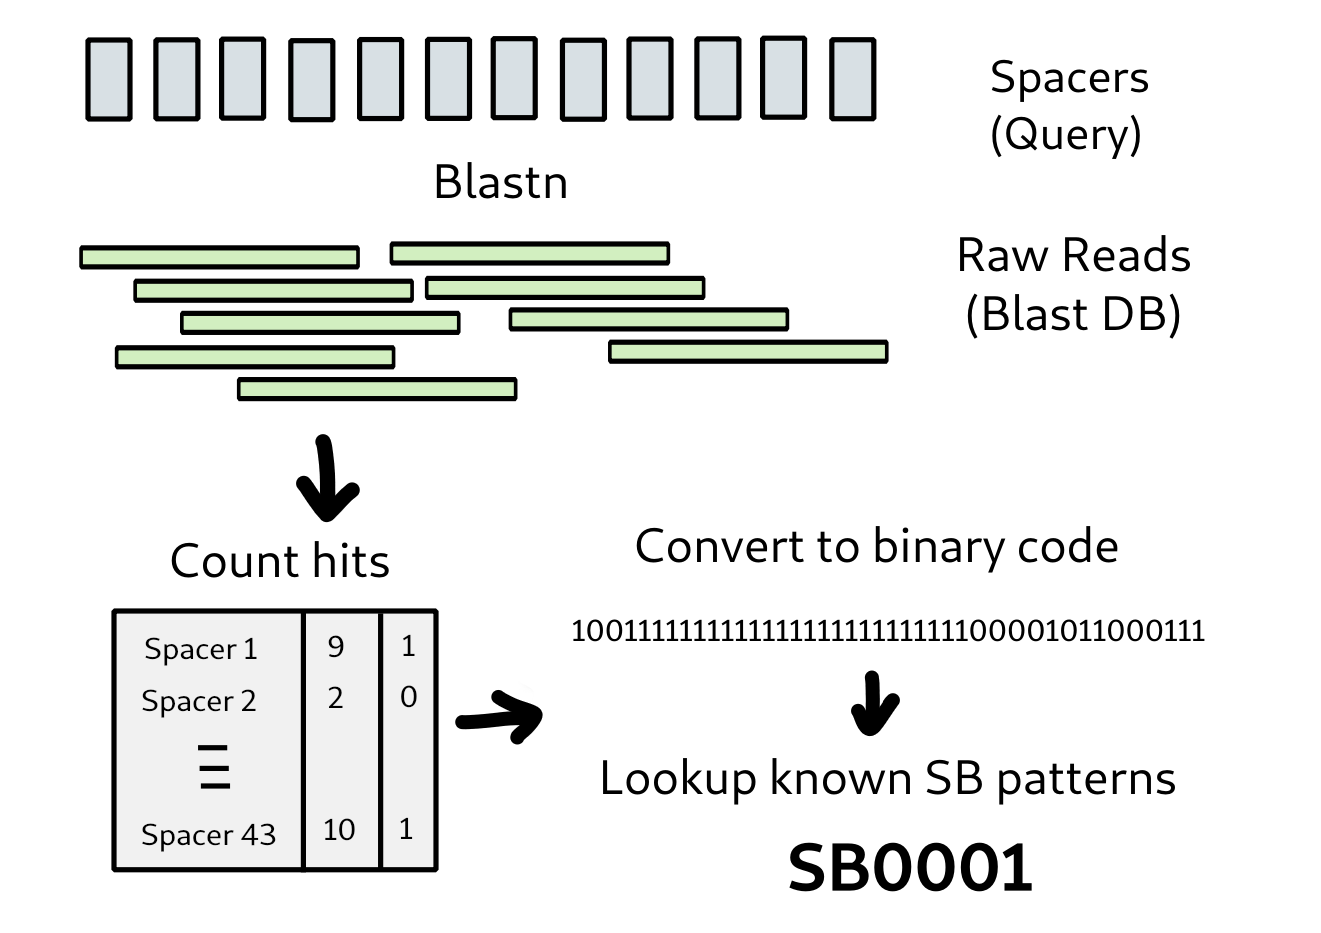 Spacers
(Query)
Blastn
Raw Reads
(Blast DB)
Count hits
Convert to binary code
1001111111111111111111111111100001011000111
Spacer 1 9 1
Spacer 2 2 0
Spacer 43 10 1
Lookup known SB patterns
SB0001